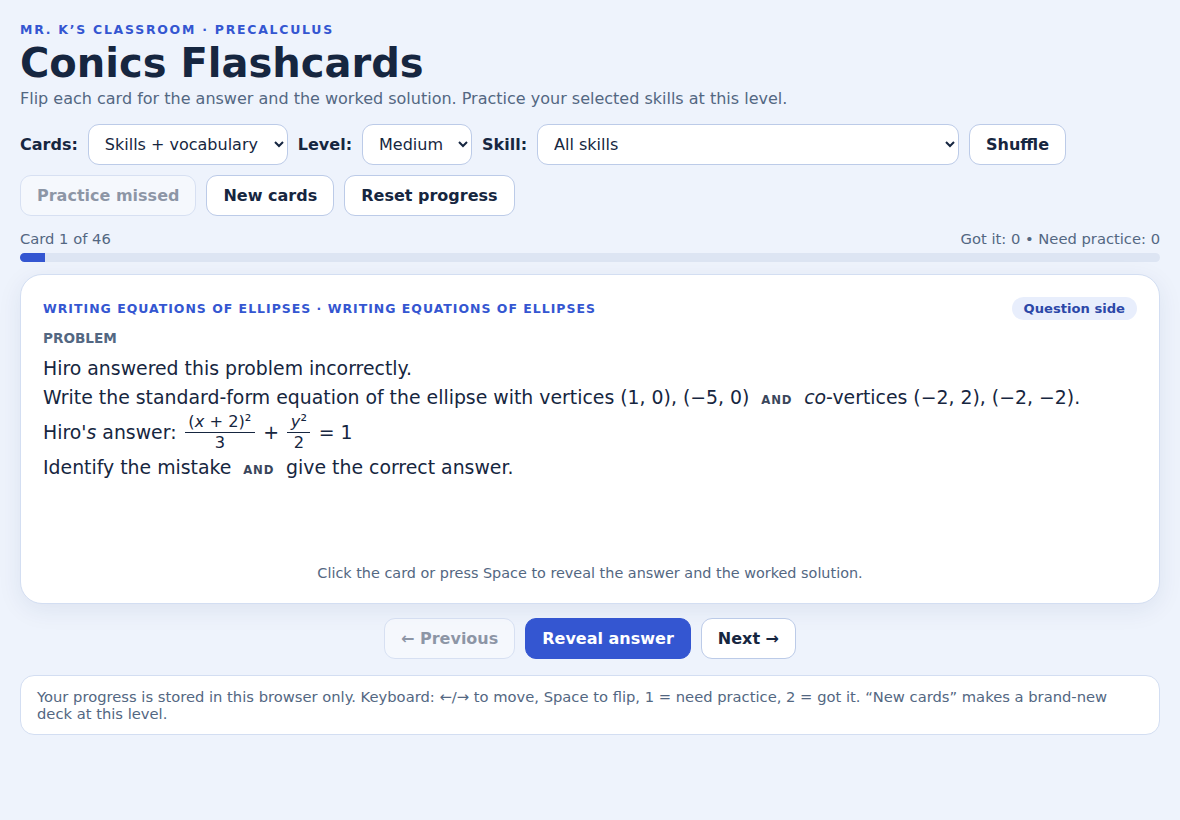 MR. K’S CLASSROOM · PRECALCULUS
Conics Flashcards
Flip each card for the answer and the worked solution. Practice your selected skills at this level.
Cards: Skills + vocabulary Level: Medium Skill: All skills Shuffle
Practice missed New cards Reset progress
Card 1 of 46 Got it: 0 • Need practice: 0
WRITING EQUATIONS OF ELLIPSES · WRITING EQUATIONS OF ELLIPSES Question side
PROBLEM
Hiro answered this problem incorrectly.
Write the standard-form equation of the ellipse with vertices (1, 0), (−5, 0) AND co-vertices (−2, 2), (−2, −2).
Hiro's answer: (x + 2)²/3 + y²/2 = 1
Identify the mistake AND give the correct answer.
Click the card or press Space to reveal the answer and the worked solution.
← Previous Reveal answer Next →
Your progress is stored in this browser only. Keyboard: ←/→ to move, Space to flip, 1 = need practice, 2 = got it. “New cards” makes a brand-new
deck at this level.